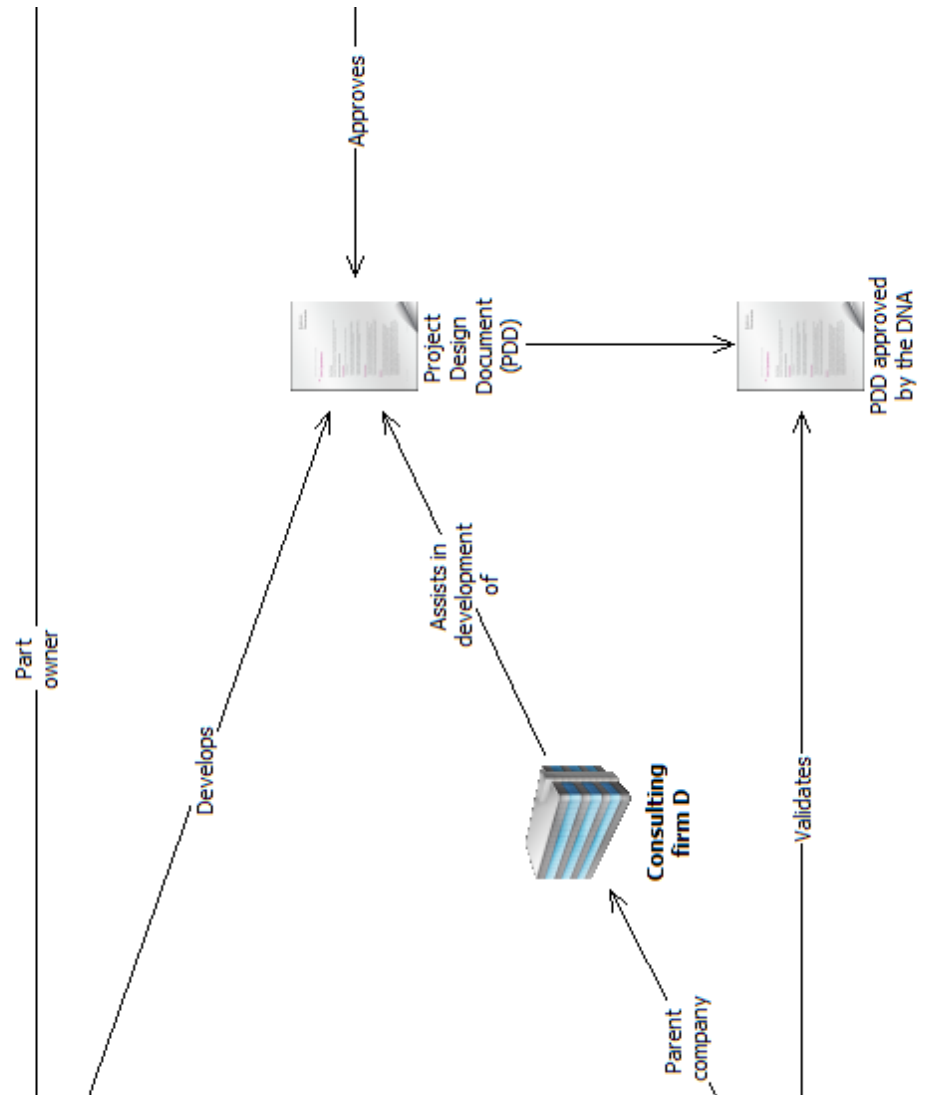 Part
owner
Develops
Approves
Project
Design
Document
(PDD)
Assists in
development
of
Consulting
firm D
Parent
company
Validates
PDD approved
by the DNA